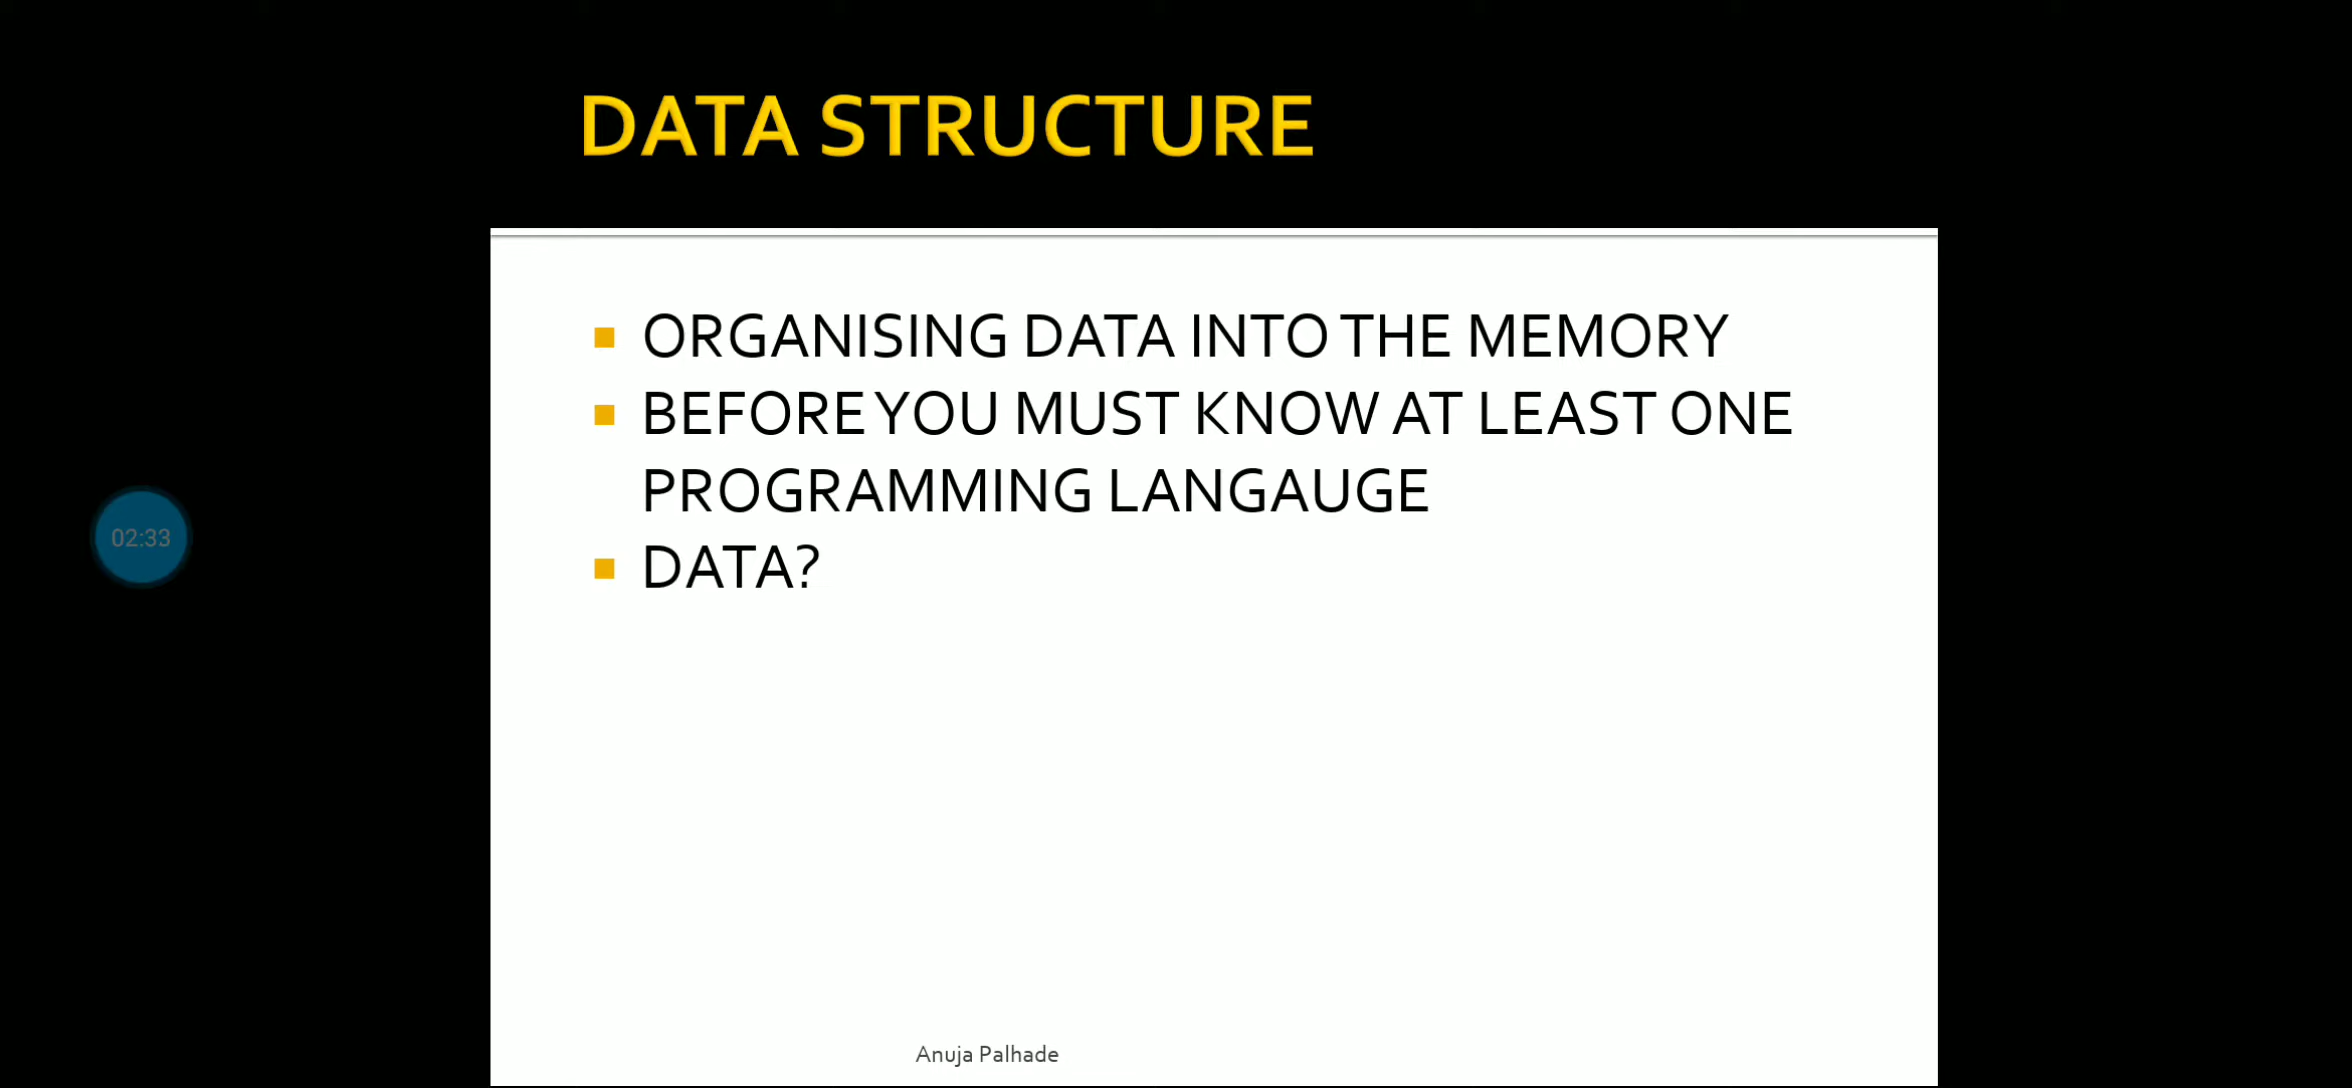 DATA STRUCTURE
ORGANISING DATA INTO THE MEMORY
BEFORE YOU MUST KNOW AT LEAST ONE
PROGRAMMING LANGAUGE
DATA?
02:33
Anuja Palhade